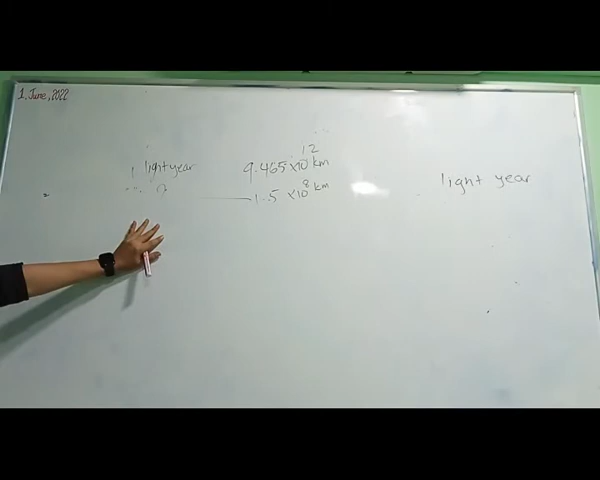 1.June,2022
1 lightyear 9.465×10¹² km
? 1.5 ×10⁸ km
light year